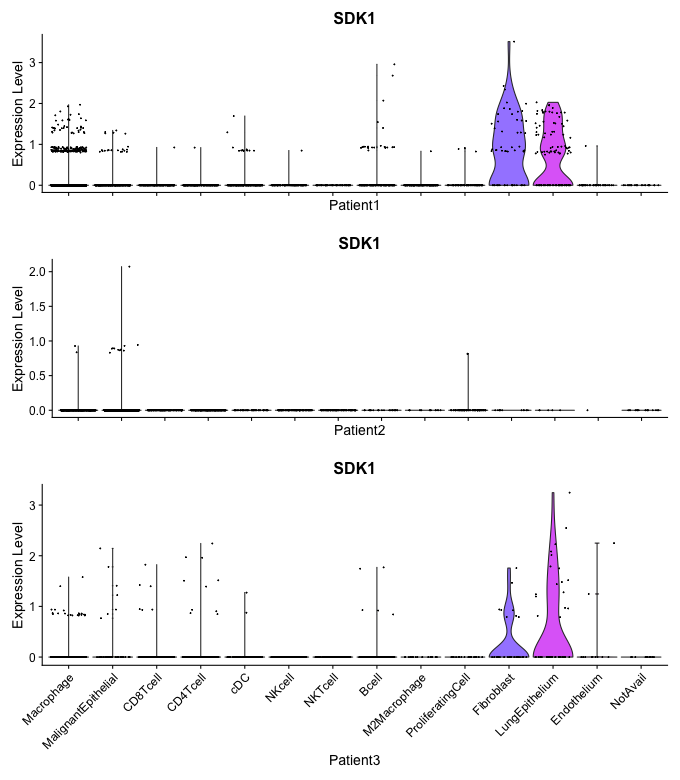 SDK1
Expression Level
3
2
1
0
Patient1
SDK1
Expression Level
2.0
1.5
1.0
0.5
0.0
Patient2
SDK1
Expression Level
3
2
1
0
Macrophage
MalignantEpithelial
CD8Tcell
CD4Tcell
cDC
NKcell
NKTcell
Bcell
M2Macrophage
ProliferatingCell
Fibroblast
LungEpithelium
Endothelium
NotAvail
Patient3